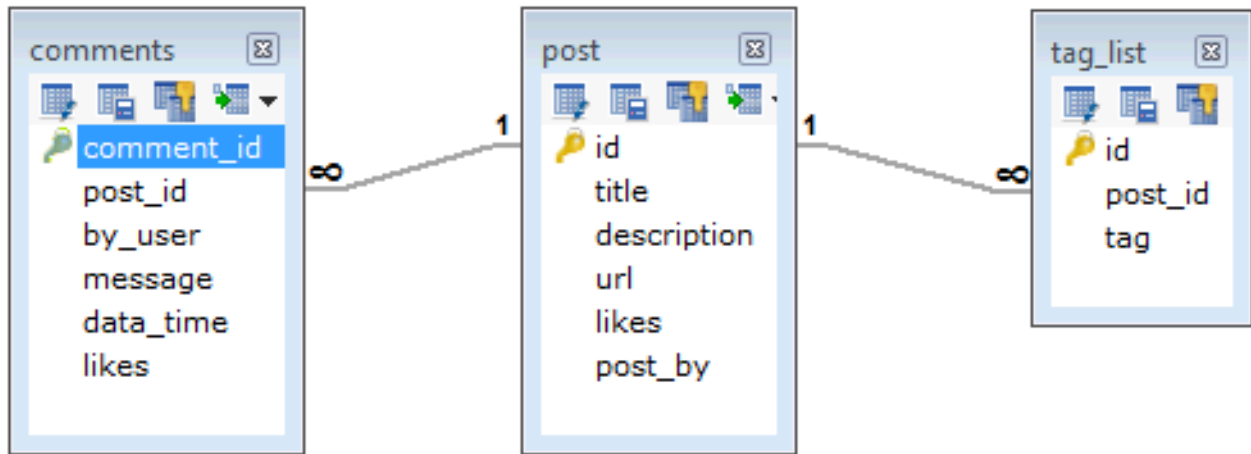 comments
comment_id
post_id
by_user
message
data_time
likes
∞
1
post
id
title
description
url
likes
post_by
1
∞
tag_list
id
post_id
tag